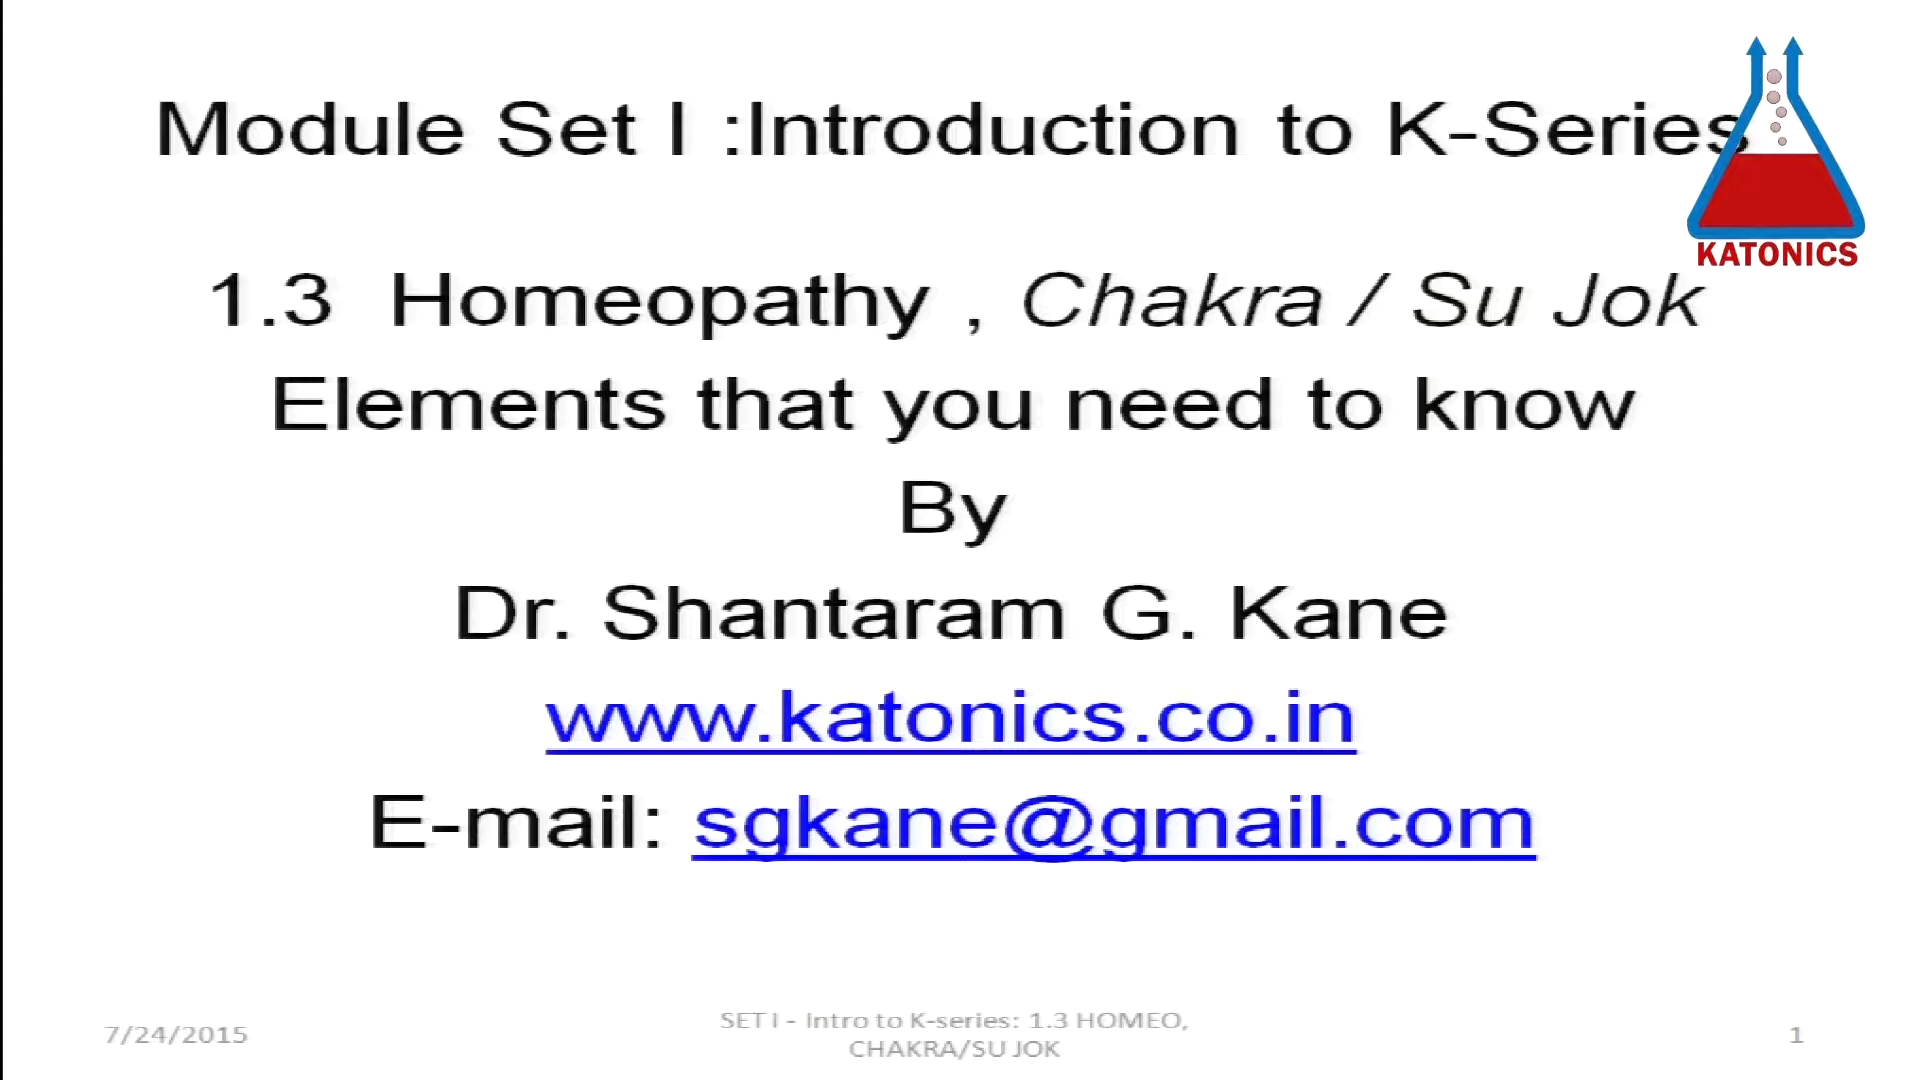 Module Set I :Introduction to K-Series
KATONICS
1.3 Homeopathy , Chakra / Su Jok
Elements that you need to know
By
Dr. Shantaram G. Kane
www.katonics.co.in
E-mail: sgkane@gmail.com
7/24/2015
SET I - Intro to K-series: 1.3 HOMEO,
CHAKRA/SU JOK
1